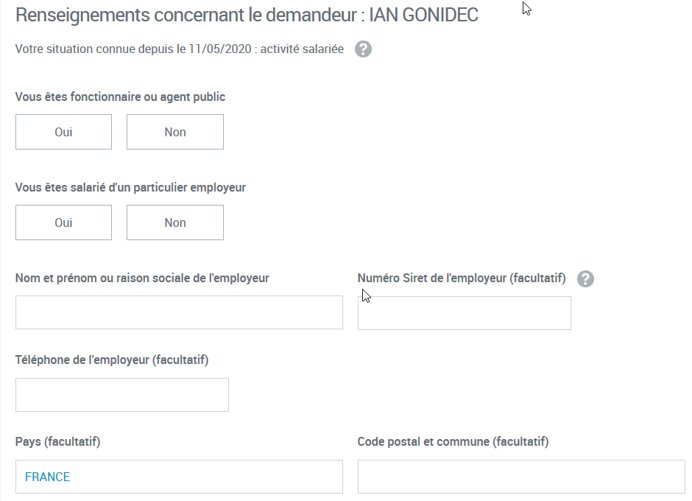 Renseignements concernant le demandeur : IAN GONIDEC
Votre situation connue depuis le 11/05/2020 : activité salariée ?
Vous êtes fonctionnaire ou agent public
Oui Non
Vous êtes salarié d'un particulier employeur
Oui Non
Nom et prénom ou raison sociale de l'employeur Numéro Siret de l'employeur (facultatif) ?
Téléphone de l'employeur (facultatif)
Pays (facultatif) Code postal et commune (facultatif)
FRANCE